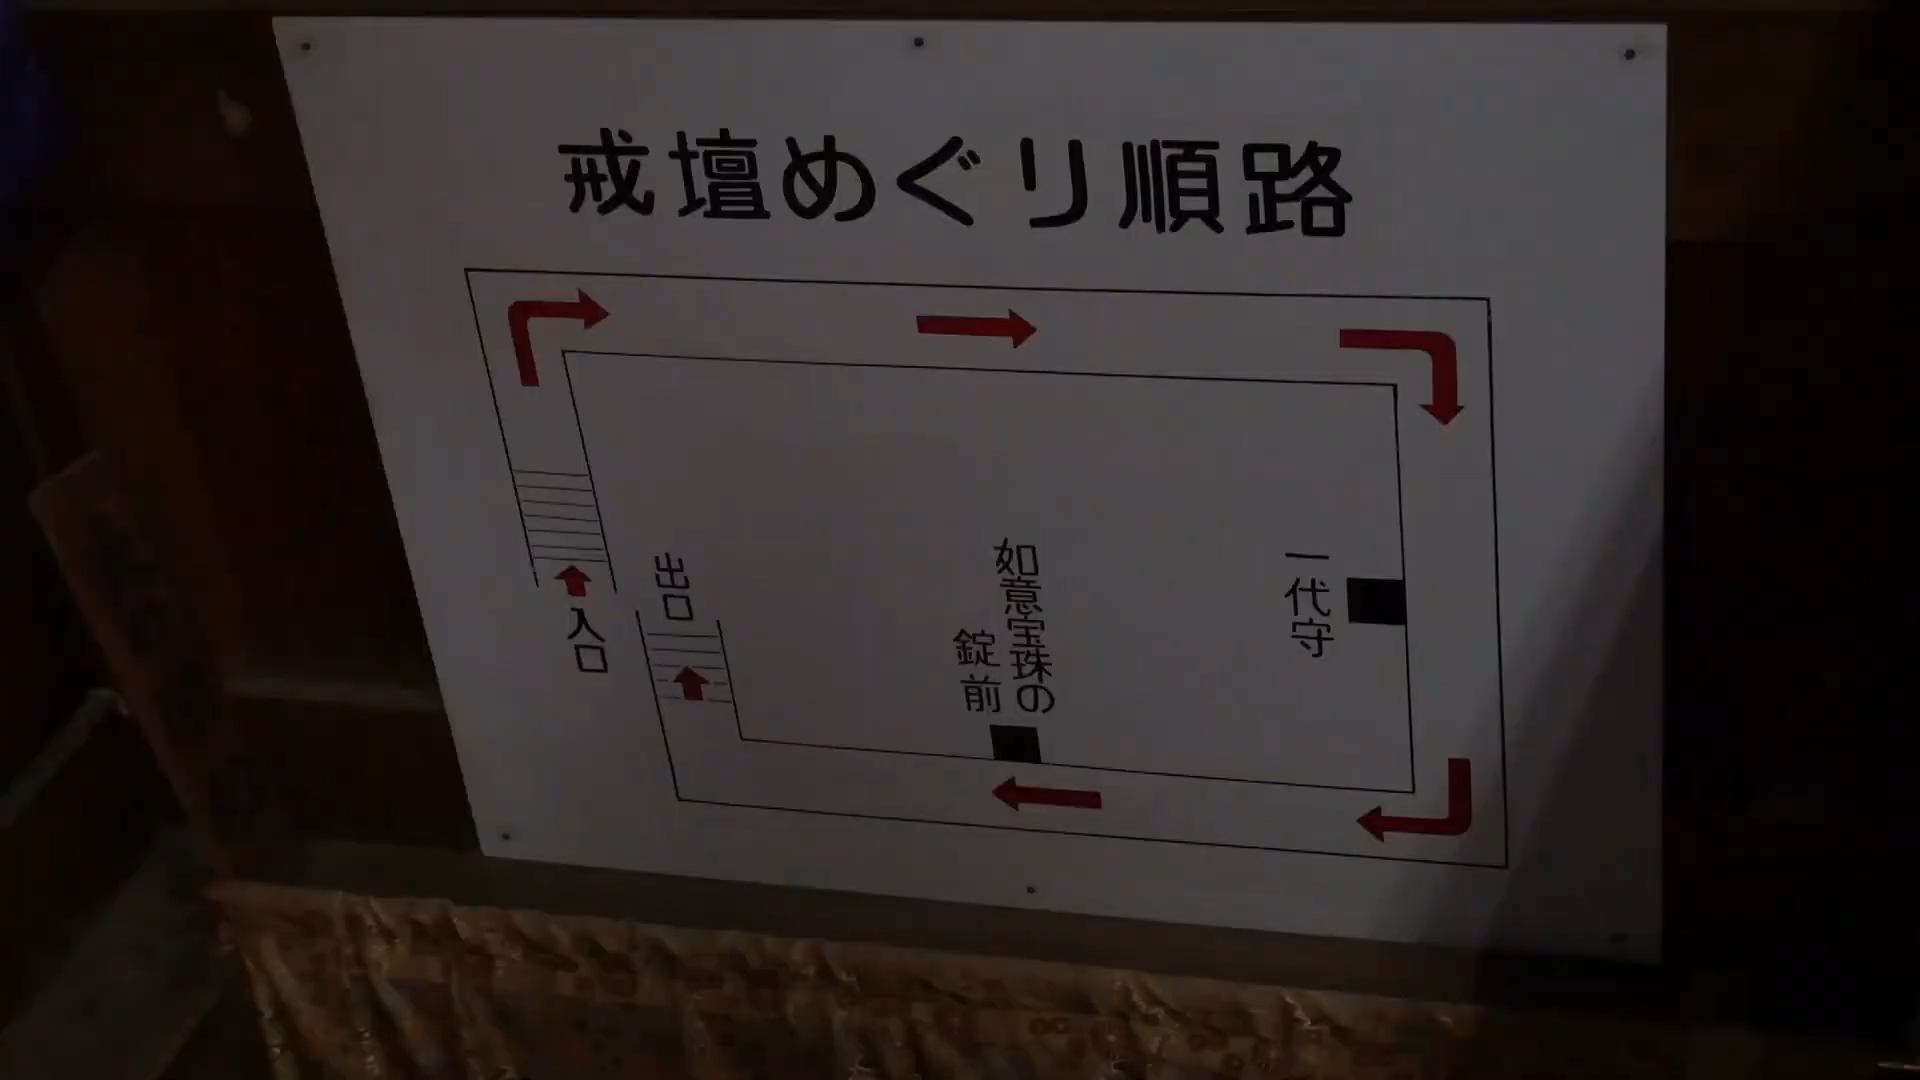 戒壇めぐり順路
入口
出口
如意宝珠の
錠前
一代守